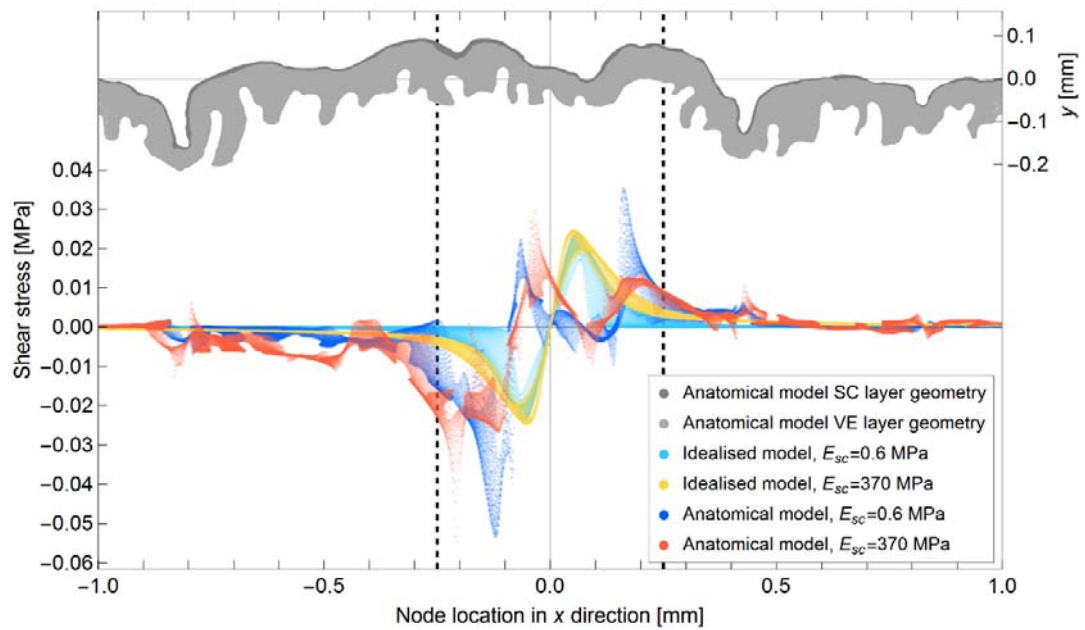 0.1
0.0
-0.1
-0.2
y [mm]
0.04
0.03
0.02
0.01
0.00
-0.01
-0.02
-0.03
-0.04
-0.05
-0.06
Shear stress [MPa]
Anatomical model SC layer geometry
Anatomical model VE layer geometry
Idealised model, Esc=0.6 MPa
Idealised model, Esc=370 MPa
Anatomical model, Esc=0.6 MPa
Anatomical model, Esc=370 MPa
-1.0 -0.5 0.0 0.5 1.0
Node location in x direction [mm]